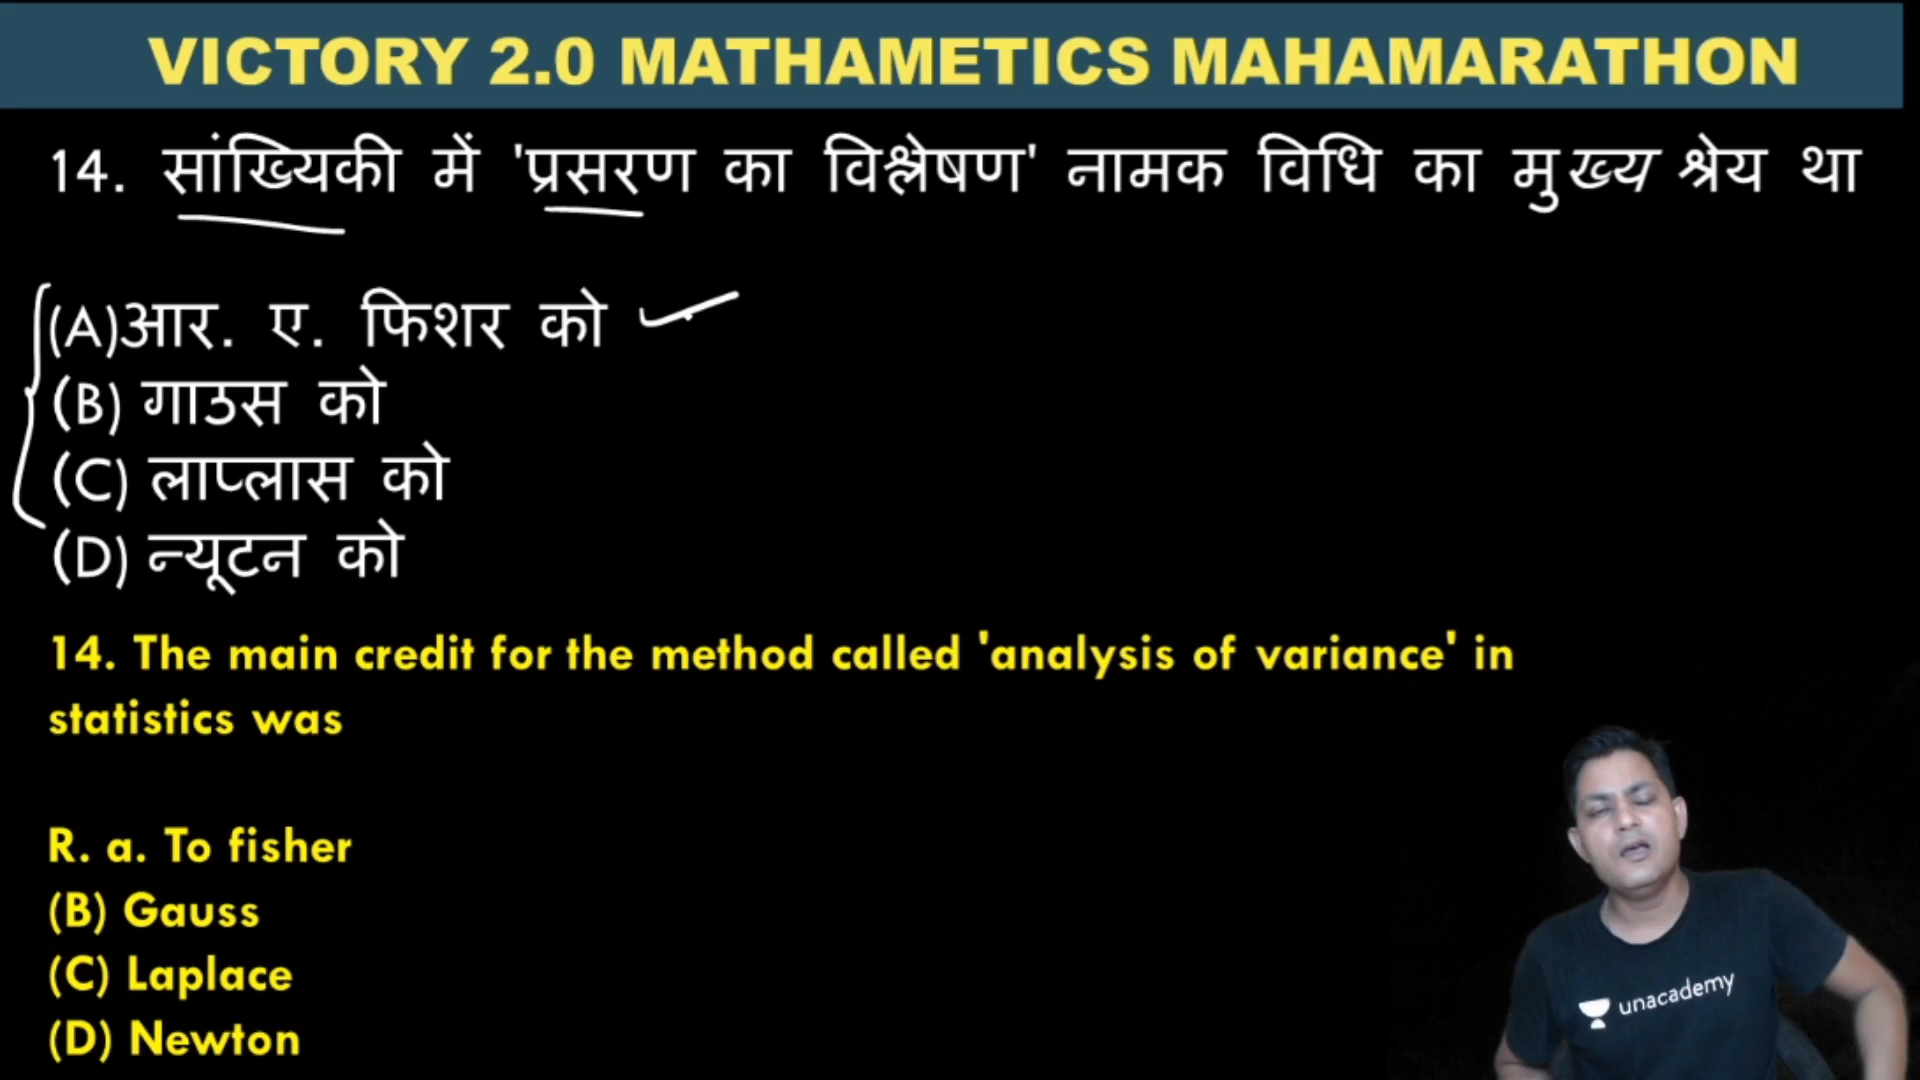 VICTORY 2.0 MATHAMETICS MAHAMARATHON
14. सांख्यिकी में 'प्रसरण का विश्लेषण' नामक विधि का मुख्य श्रेय था
(A)आर. ए. फिशर को
(B) गाउस को
(C) लाप्लास को
(D) न्यूटन को
14. The main credit for the method called 'analysis of variance' in
statistics was
R. a. To fisher
(B) Gauss
(C) Laplace
(D) Newton
unacademy